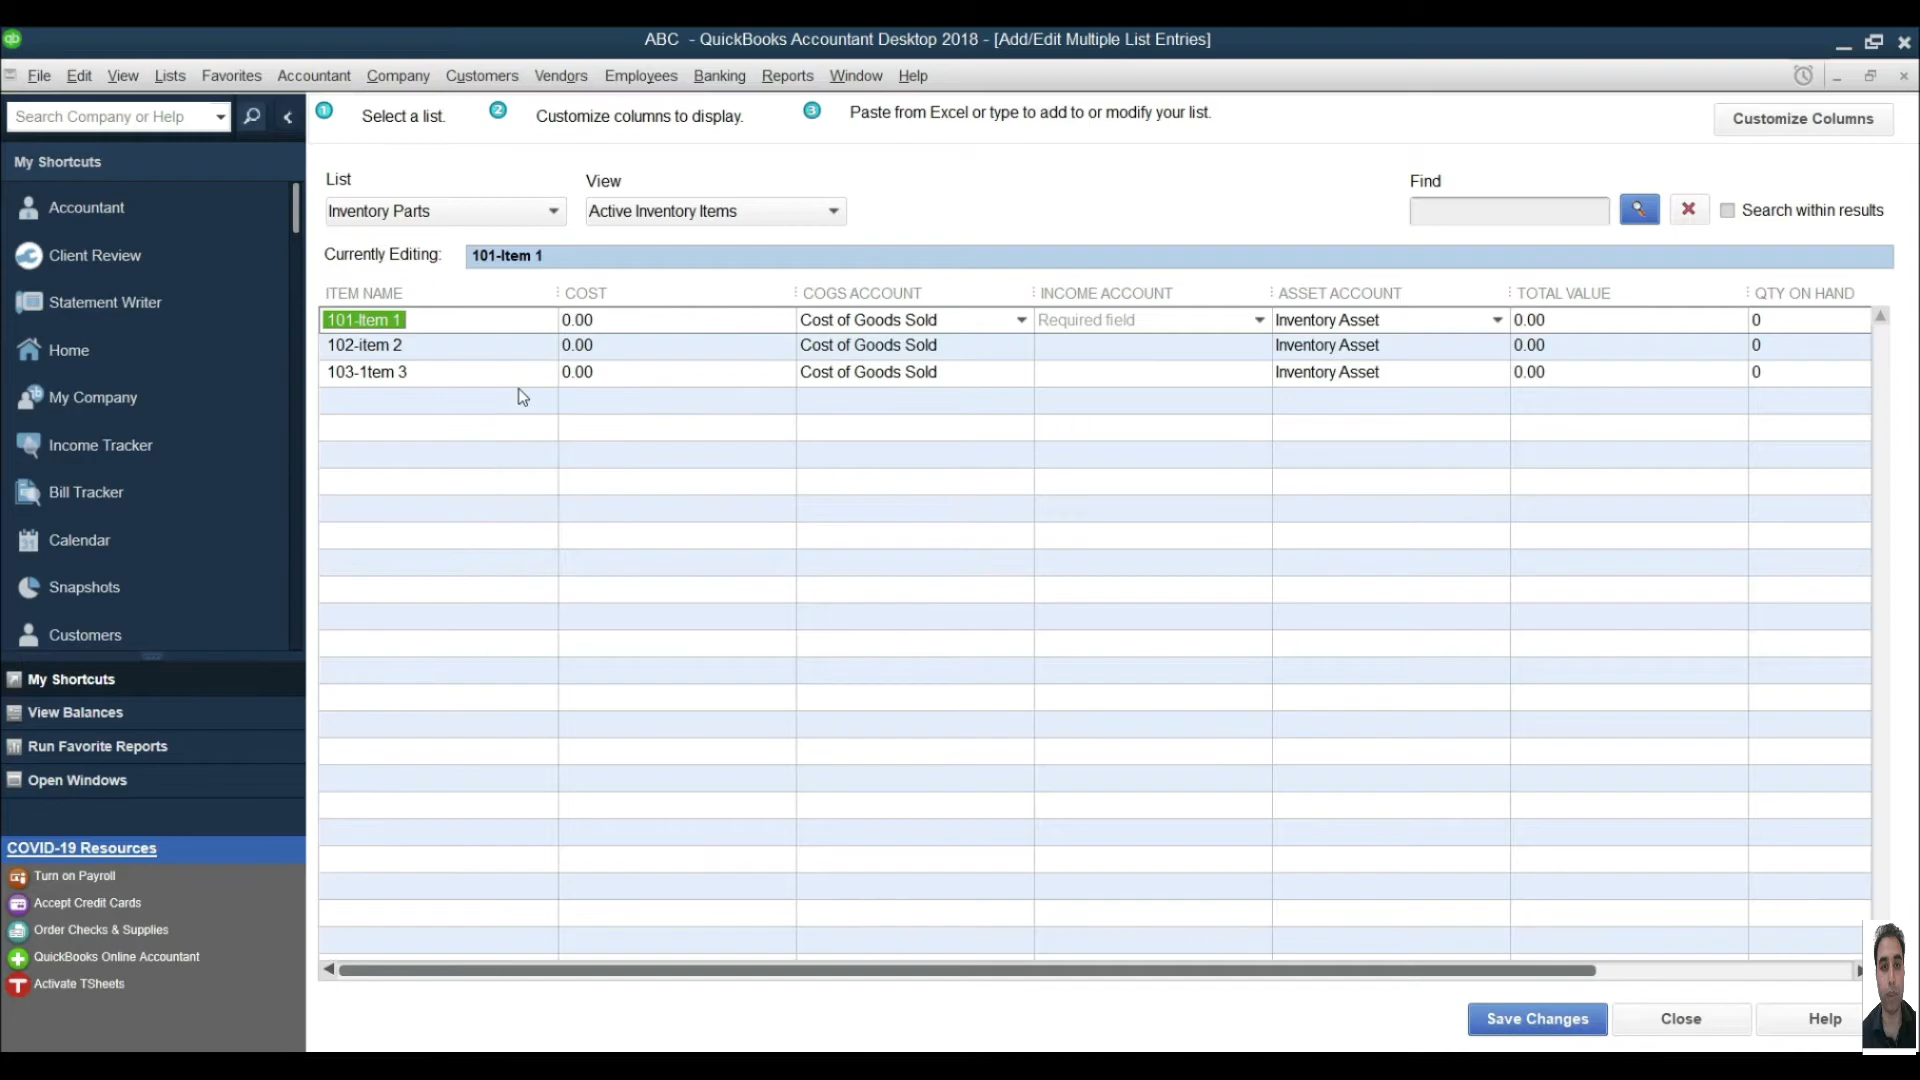 ABC - QuickBooks Accountant Desktop 2018 - [Add/Edit Multiple List Entries]
File Edit View Lists Favorites Accountant Company Customers Vendors Employees Banking Reports Window Help
Search Company or Help
1 Select a list. 2 Customize columns to display. 3 Paste from Excel or type to add to or modify your list.
Customize Columns
My Shortcuts
Accountant
Client Review
Statement Writer
Home
My Company
Income Tracker
Bill Tracker
Calendar
Snapshots
Customers
My Shortcuts
View Balances
Run Favorite Reports
Open Windows
COVID-19 Resources
Turn on Payroll
Accept Credit Cards
Order Checks & Supplies
QuickBooks Online Accountant
Activate TSheets
List View Find
Inventory Parts Active Inventory Items Search within results
Currently Editing: 101-Item 1
ITEM NAME COST COGS ACCOUNT INCOME ACCOUNT ASSET ACCOUNT TOTAL VALUE QTY ON HAND
101-Item 1 0.00 Cost of Goods Sold Required field Inventory Asset 0.00 0
102-item 2 0.00 Cost of Goods Sold Inventory Asset 0.00 0
103-1tem 3 0.00 Cost of Goods Sold Inventory Asset 0.00 0
Save Changes Close Help